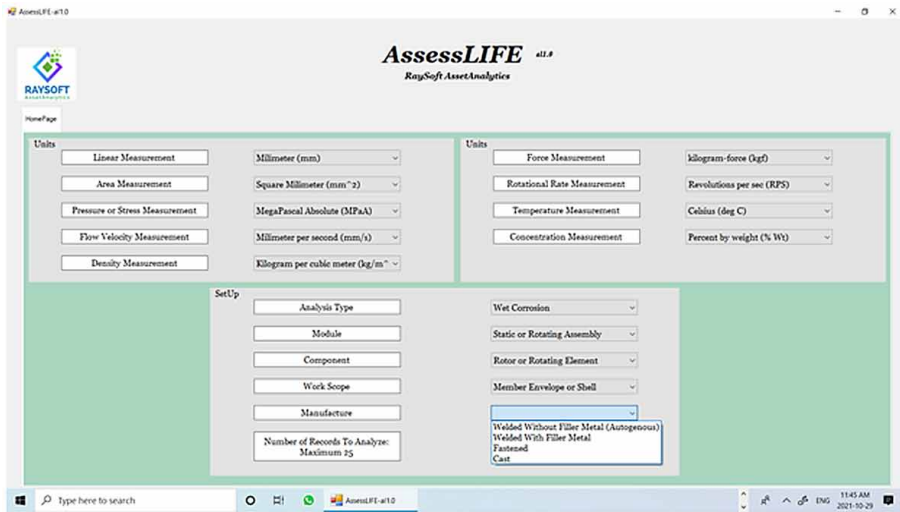 AssessLIFE-al1.0
AssessLIFE al1.0
RaySoft AssetAnalytics
RAYSOFT
AssetAnalytics
HomePage
Units
Linear Measurement Milimeter (mm)
Area Measurement Square Milimeter (mm^2)
Pressure or Stress Measurement MegaPascal Absolute (MPaA)
Flow Velocity Measurement Milimeter per second (mm/s)
Density Measurement Kilogram per cubic meter (kg/m^
Units
Force Measurement kilogram-force (kgf)
Rotational Rate Measurement Revolutions per sec (RPS)
Temperature Measurement Celsius (deg C)
Concentration Measurement Percent by weight (% Wt)
SetUp
Analysis Type Wet Corrosion
Module Static or Rotating Assembly
Component Rotor or Rotating Element
Work Scope Member Envelope or Shell
Manufacture
Welded Without Filler Metal (Autogenous)
Welded With Filler Metal
Fastened
Cast
Number of Records To Analyze:
Maximum 25
Type here to search
AssessLIFE-al1.0
ENG
11:45 AM
2021-10-29